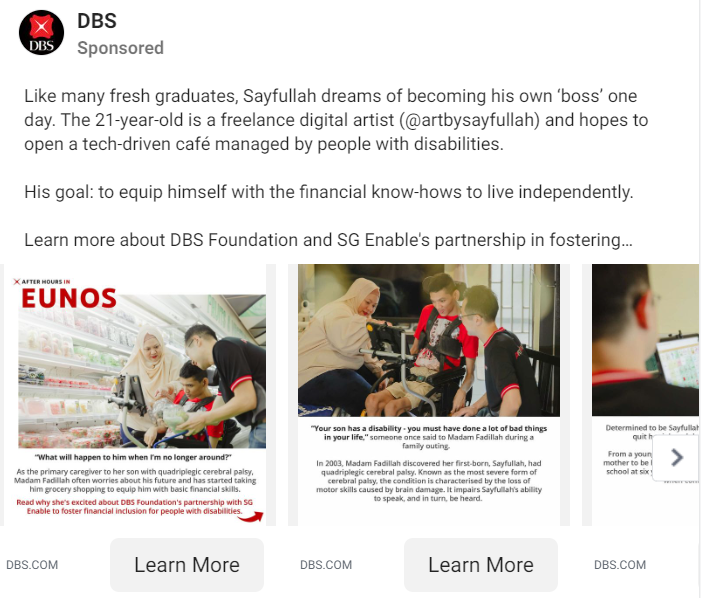 DBS
DBS
Sponsored
Like many fresh graduates, Sayfullah dreams of becoming his own ‘boss’ one
day. The 21-year-old is a freelance digital artist (@artbysayfullah) and hopes to
open a tech-driven café managed by people with disabilities.
His goal: to equip himself with the financial know-hows to live independently.
Learn more about DBS Foundation and SG Enable's partnership in fostering...
AFTER HOURS IN
EUNOS
"What will happen to him when I'm no longer around?"
As the primary caregiver to her son with quadriplegic cerebral palsy,
Madam Fadillah often worries about his future and has started taking
him grocery shopping to equip him with basic financial skills.
Read why she's excited about DBS Foundation's partnership with SG
Enable to foster financial inclusion for people with disabilities.
DBS.COM
Learn More
"Your son has a disability - you must have done a lot of bad things
in your life," someone once said to Madam Fadillah during a
family outing.
In 2003, Madam Fadillah discovered her first-born, Sayfullah, had
quadriplegic cerebral palsy. Known as the most severe form of
cerebral palsy, the condition is characterised by the loss of
motor skills caused by brain damage. It impairs Sayfullah's ability
to speak, and in turn, be heard.
DBS.COM
Learn More
Determined to be Sayfullah
quit h
From a young
mother to be
school at six
DBS.COM